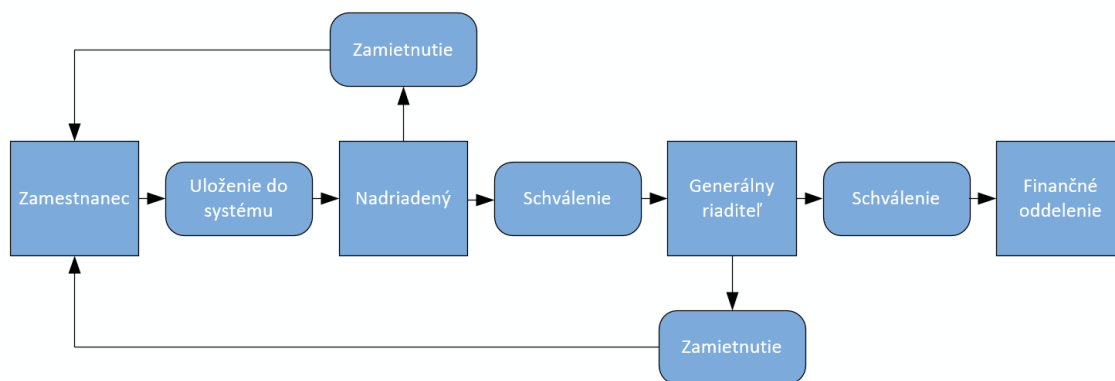 Zamietnutie
Zamestnanec
Uloženie do
systému
Nadriadený
Schválenie
Generálny
riaditeľ
Schválenie
Finančné
oddelenie
Zamietnutie